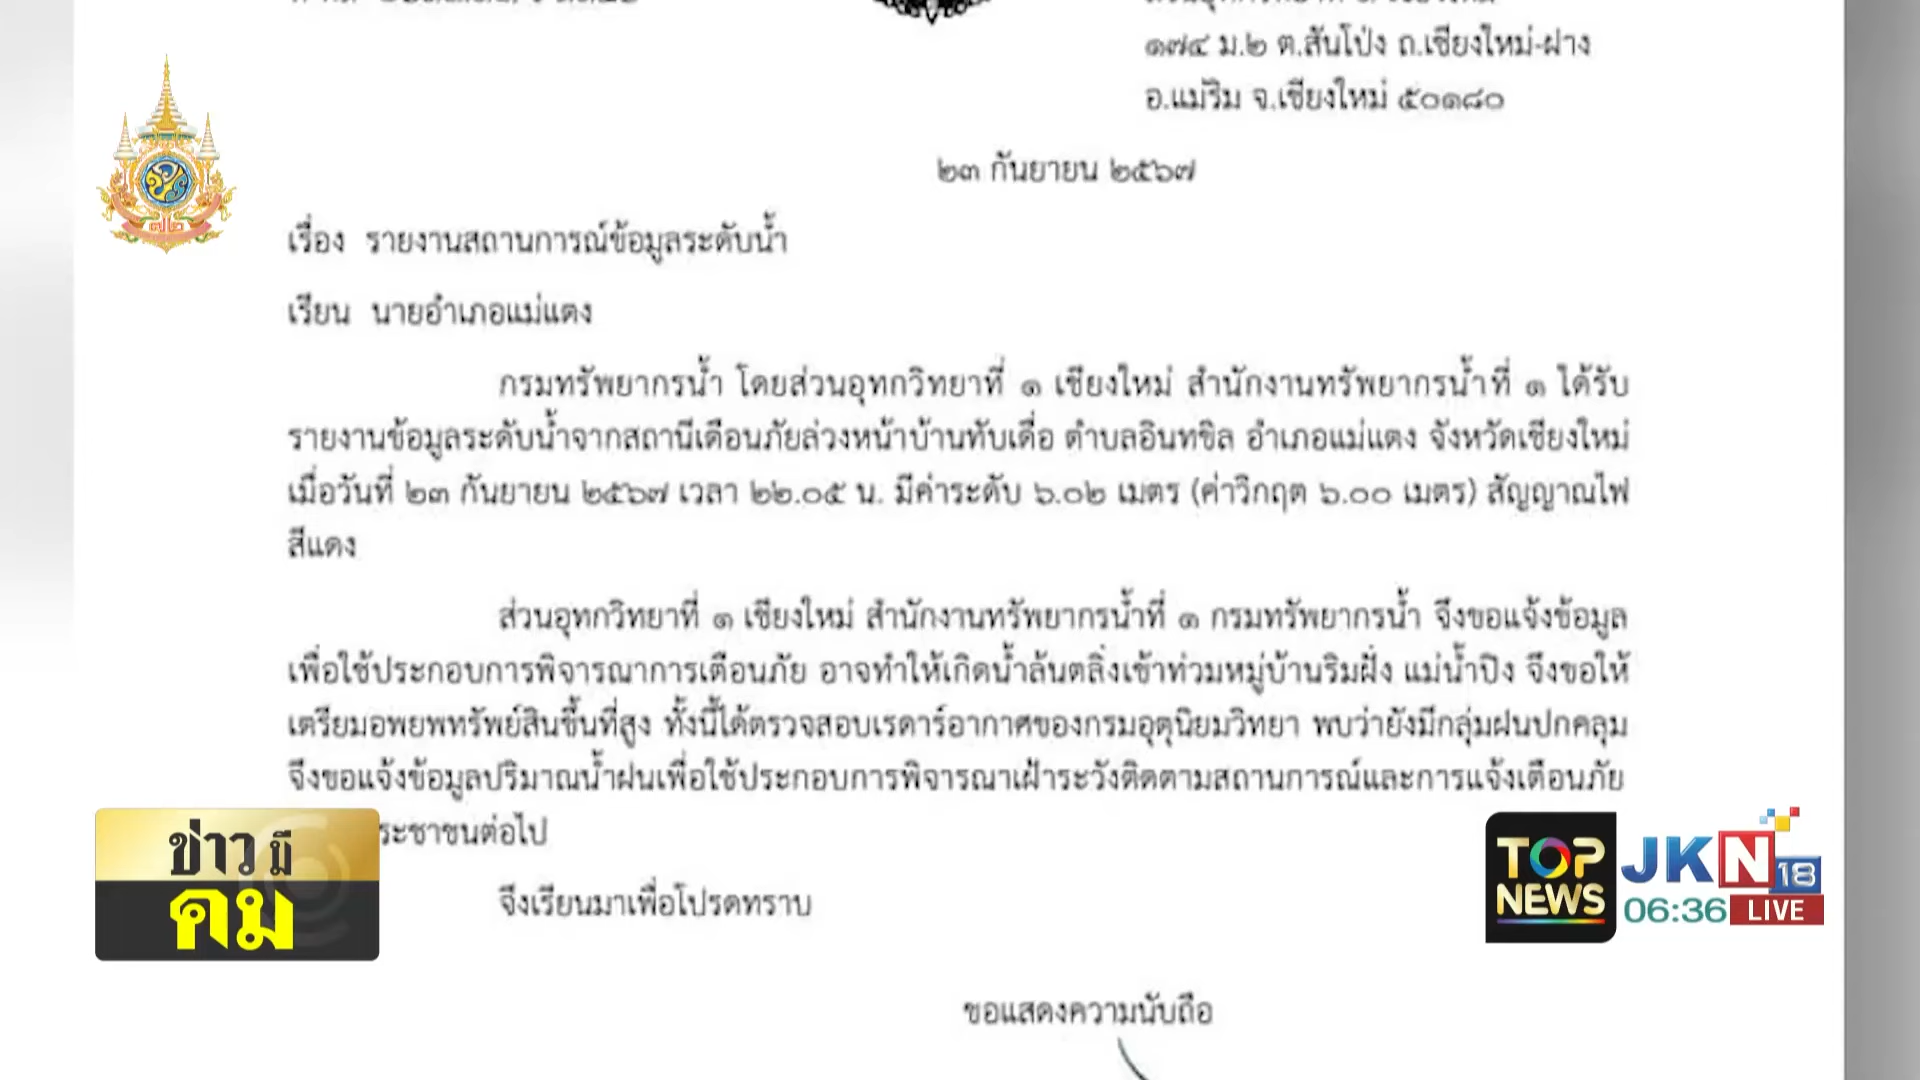 ๑๗๔ ม.๒ ต.สันโป่ง ถ.เชียงใหม่-ฝาง
อ.แม่ริม จ.เชียงใหม่ ๕๐๑๘๐
๒๓ กันยายน ๒๕๖๗
เรื่อง รายงานสถานการณ์ข้อมูลระดับน้ำ
เรียน นายอำเภอแม่แตง
กรมทรัพยากรน้ำ โดยส่วนอุทกวิทยาที่ ๑ เชียงใหม่ สำนักงานทรัพยากรน้ำที่ ๑ ได้รับ
รายงานข้อมูลระดับน้ำจากสถานีเตือนภัยล่วงหน้าบ้านทับเดื่อ ตำบลอินทขิล อำเภอแม่แตง จังหวัดเชียงใหม่
เมื่อวันที่ ๒๓ กันยายน ๒๕๖๗ เวลา ๒๒.๐๕ น. มีค่าระดับ ๖.๐๒ เมตร (ค่าวิกฤต ๖.๐๐ เมตร) สัญญาณไฟ
สีแดง
ส่วนอุทกวิทยาที่ ๑ เชียงใหม่ สำนักงานทรัพยากรน้ำที่ ๑ กรมทรัพยากรน้ำ จึงขอแจ้งข้อมูล
เพื่อใช้ประกอบการพิจารณาการเตือนภัย อาจทำให้เกิดน้ำล้นตลิ่งเข้าท่วมหมู่บ้านริมฝั่ง แม่น้ำปิง จึงขอให้
เตรียมอพยพทรัพย์สินขึ้นที่สูง ทั้งนี้ได้ตรวจสอบเรดาร์อากาศของกรมอุตุนิยมวิทยา พบว่ายังมีกลุ่มฝนปกคลุม
จึงขอแจ้งข้อมูลปริมาณน้ำฝนเพื่อใช้ประกอบการพิจารณาเฝ้าระวังติดตามสถานการณ์และการแจ้งเตือนภัย
ระชาชนต่อไป
จึงเรียนมาเพื่อโปรดทราบ
ขอแสดงความนับถือ
ข่าว มี
คม
TOP
NEWS
JKN 18
06:36 LIVE
๗๒